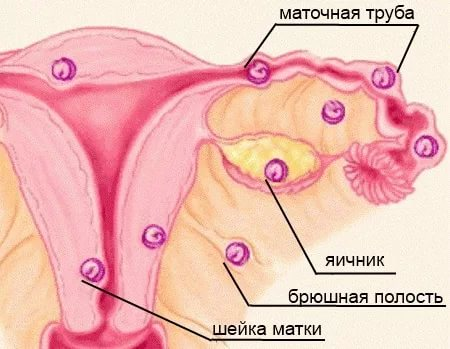 маточная труба
яичник
брюшная полость
шейка матки